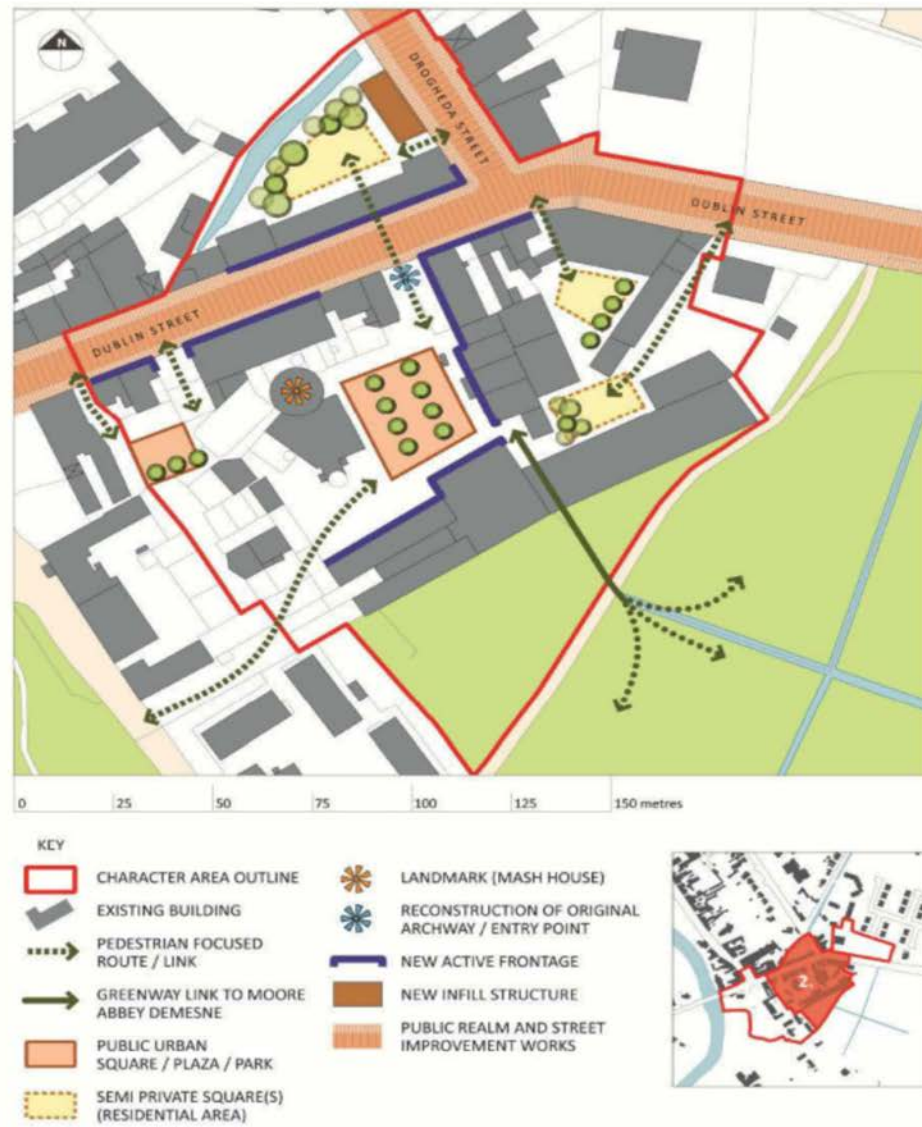 N
DROGHEDA STREET
DUBLIN STREET
DUBLIN STREET
0 25 50 75 100 125 150 metres
KEY
CHARACTER AREA OUTLINE
EXISTING BUILDING
PEDESTRIAN FOCUSED
ROUTE / LINK
GREENWAY LINK TO MOORE
ABBEY DEMESNE
PUBLIC URBAN
SQUARE / PLAZA / PARK
SEMI PRIVATE SQUARE(S)
(RESIDENTIAL AREA)
LANDMARK (MASH HOUSE)
RECONSTRUCTION OF ORIGINAL
ARCHWAY / ENTRY POINT
NEW ACTIVE FRONTAGE
NEW INFILL STRUCTURE
PUBLIC REALM AND STREET
IMPROVEMENT WORKS
2.